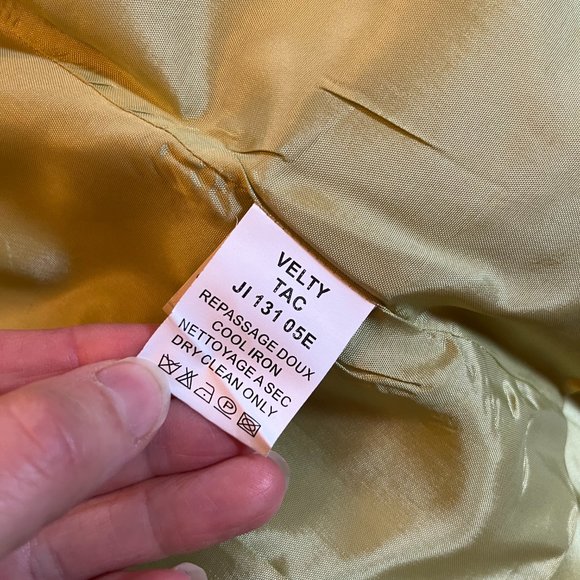 VELTY
TAC
JI 131 05E
REPASSAGE DOUX
COOL IRON
NETTOYAGE A SEC
DRY CLEAN ONLY
P